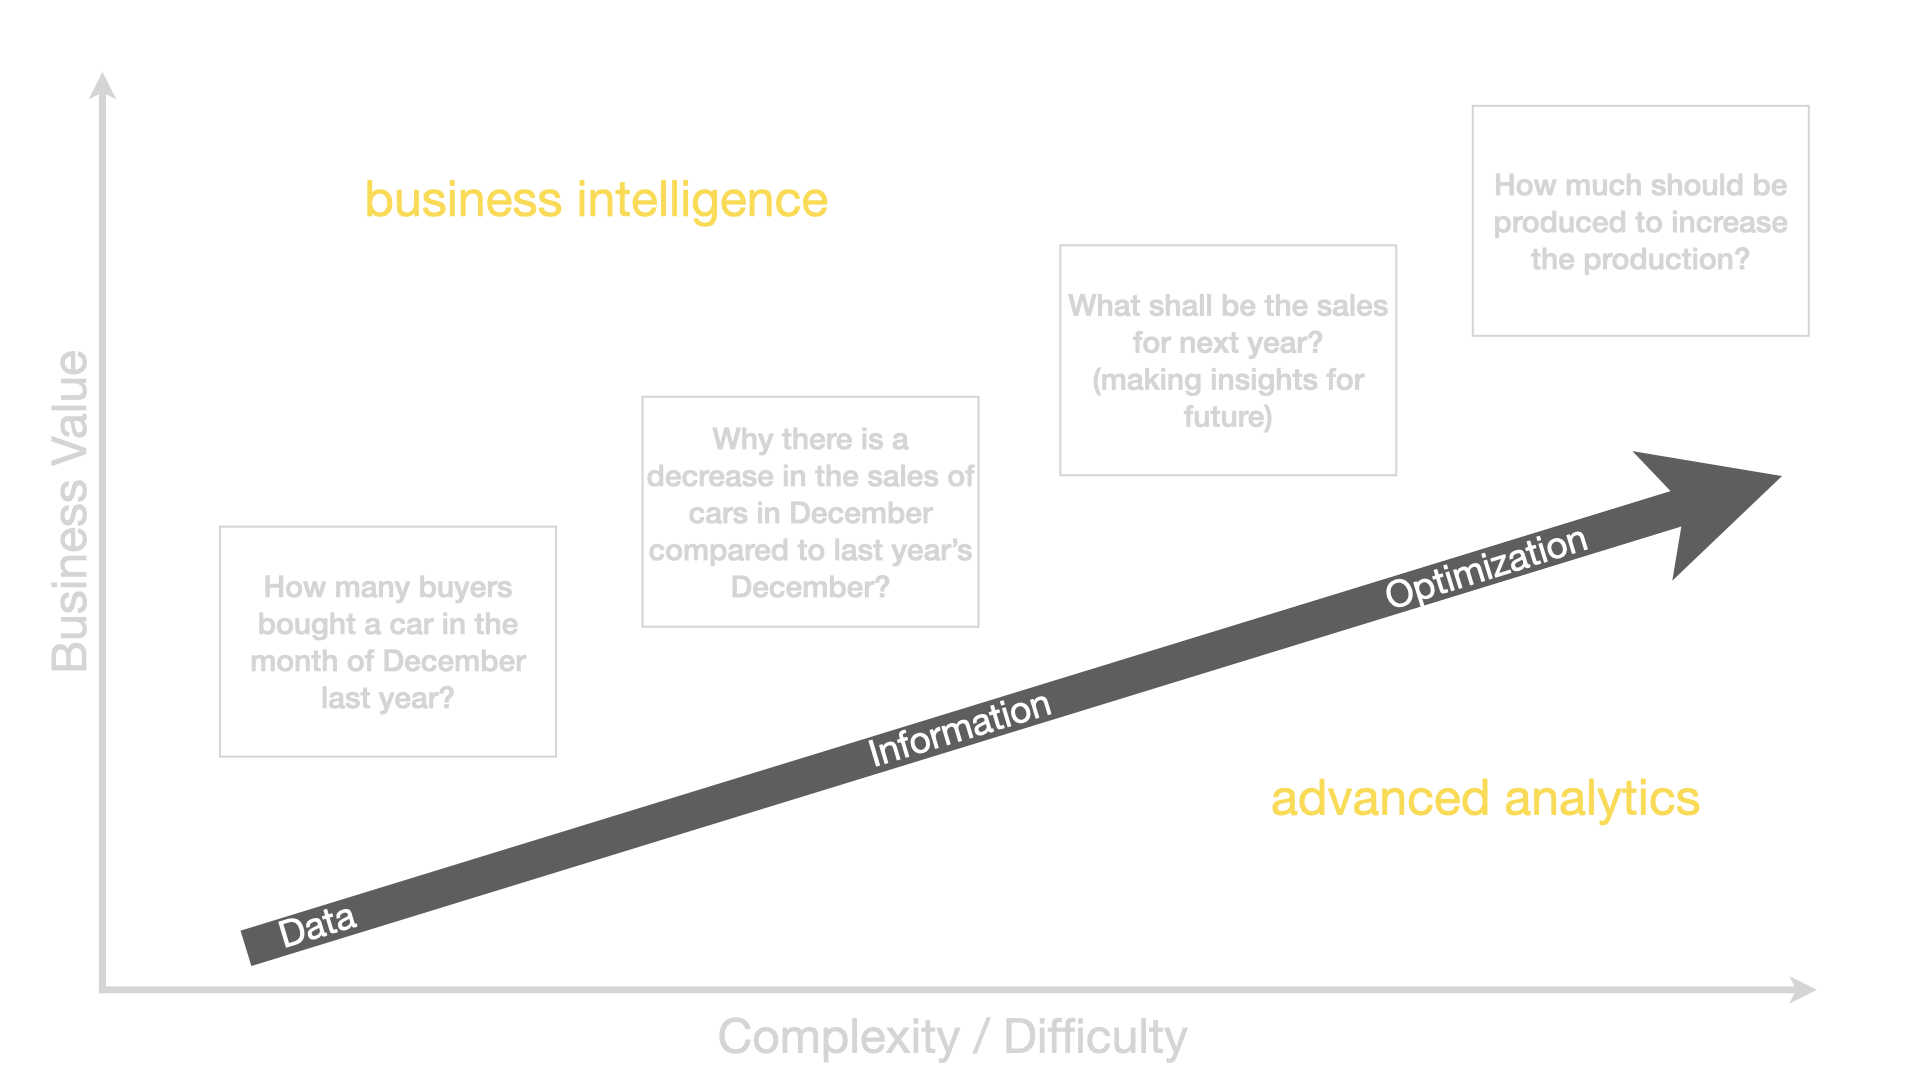 business intelligence
How much should be
produced to increase
the production?
What shall be the sales
for next year?
(making insights for
future)
Why there is a
decrease in the sales of
cars in December
compared to last year’s
December?
How many buyers
bought a car in the
month of December
last year?
Business Value
Optimization
Information
Data
advanced analytics
Complexity / Difficulty